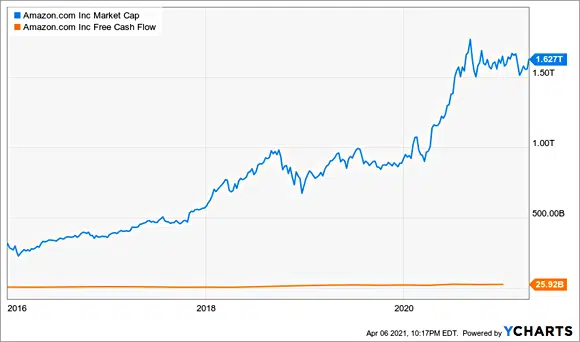 Amazon.com Inc Market Cap
Amazon.com Inc Free Cash Flow
1.627T
1.50T
1.00T
500.00B
25.92B
2016 2018 2020
Apr 06 2021, 10:17PM EDT. Powered by YCHARTS